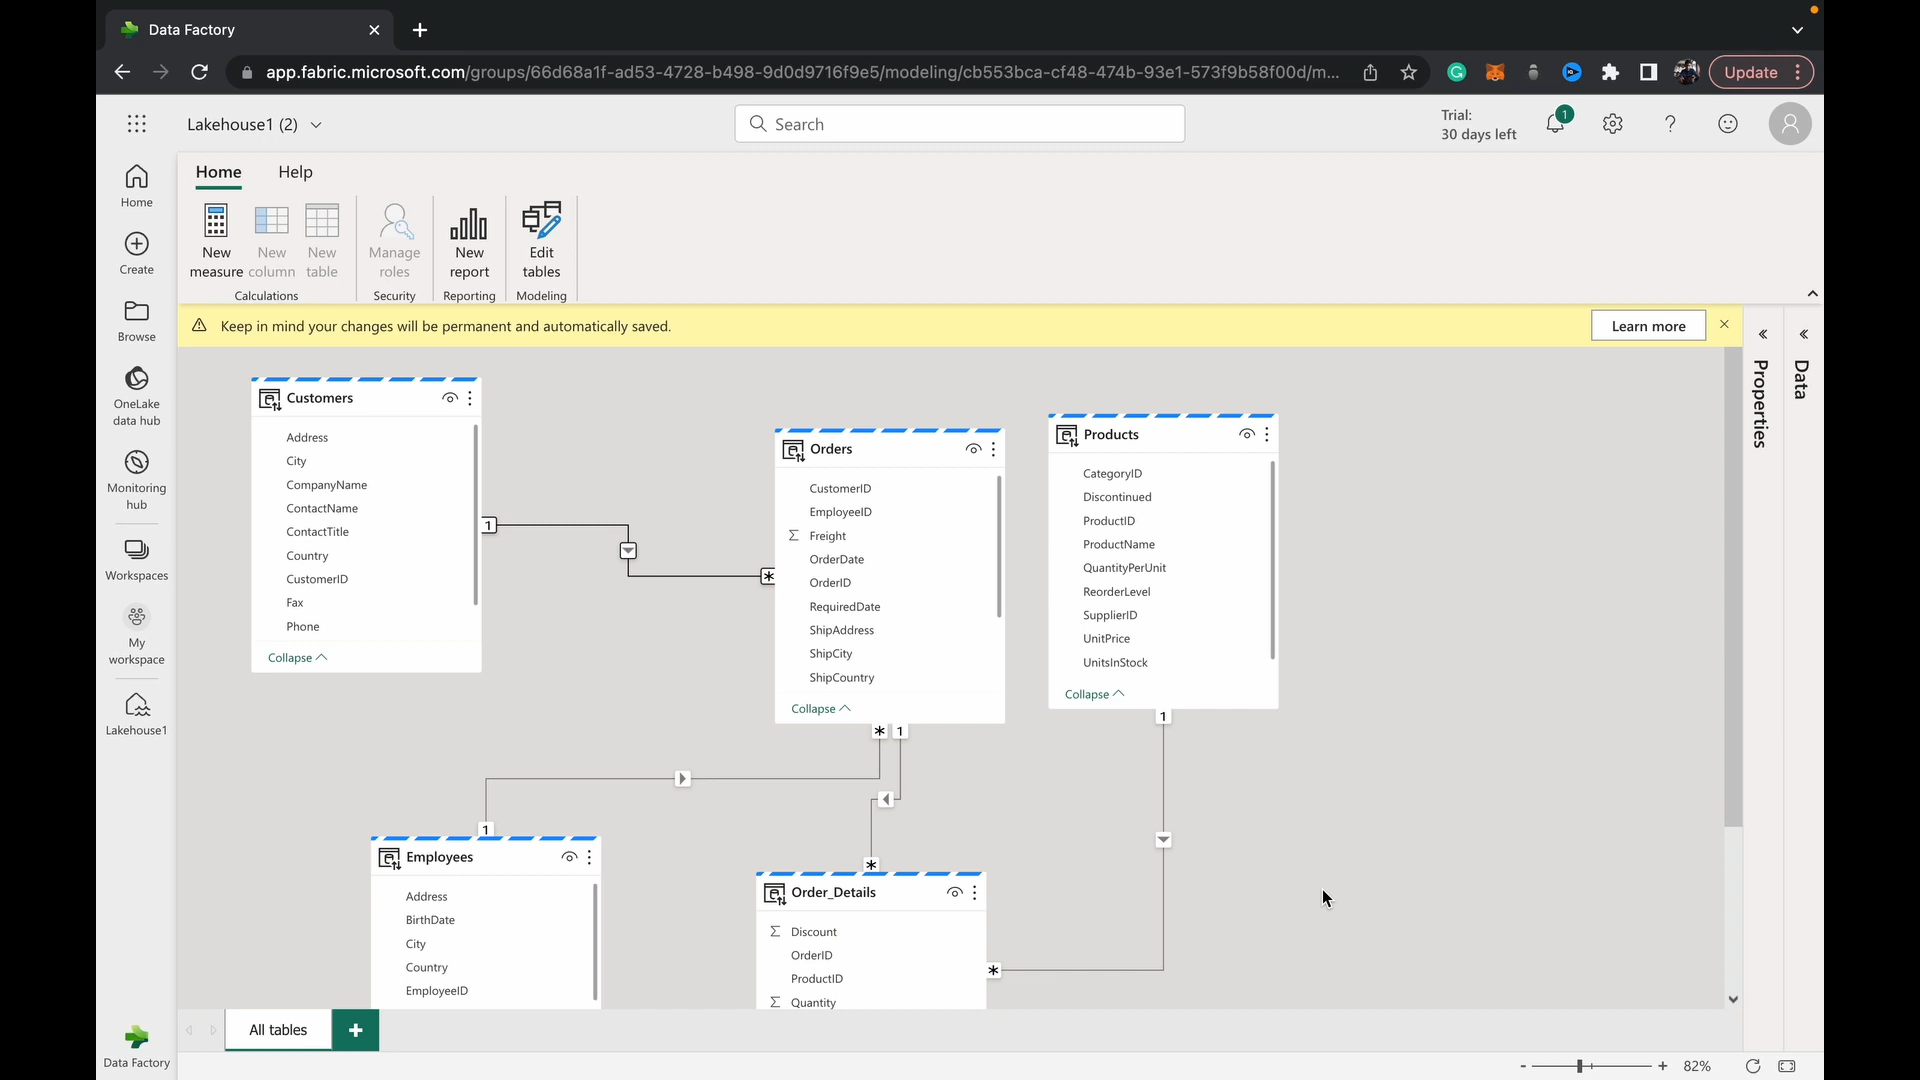 Data Factory
app.fabric.microsoft.com/groups/66d68a1f-ad53-4728-b498-9d0d9716f9e5/modeling/cb553bca-cf48-474b-93e1-573f9b58f00d/m...
Update
Lakehouse1 (2)
Search
Trial:
30 days left
1
Home
Create
Browse
OneLake
data hub
Monitoring
hub
Workspaces
My
workspace
Lakehouse1
Data Factory
Home
Help
New
measure
New
column
New
table
Calculations
Manage
roles
Security
New
report
Reporting
Edit
tables
Modeling
Keep in mind your changes will be permanent and automatically saved.
Learn more
Properties
Data
Customers
Address
City
CompanyName
ContactName
ContactTitle
Country
CustomerID
Fax
Phone
Collapse
1
*
Orders
CustomerID
EmployeeID
Σ Freight
OrderDate
OrderID
RequiredDate
ShipAddress
ShipCity
ShipCountry
Collapse
* 1
Products
CategoryID
Discontinued
ProductID
ProductName
QuantityPerUnit
ReorderLevel
SupplierID
UnitPrice
UnitsInStock
Collapse
1
1
Employees
Address
BirthDate
City
Country
EmployeeID
*
Order_Details
Σ Discount
OrderID
ProductID
Σ Quantity
*
All tables
+
- + 82%